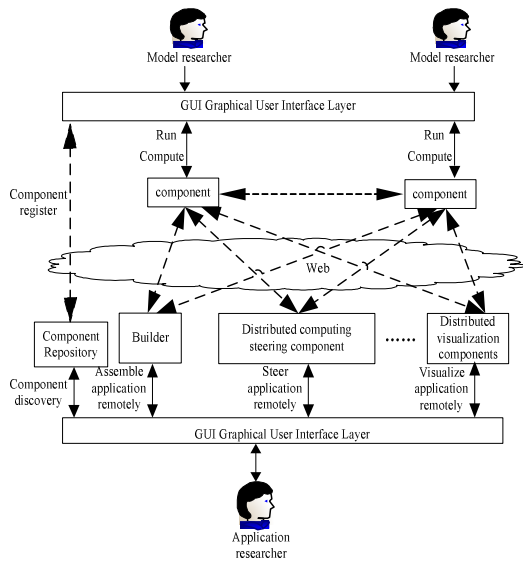 Model researcher
Model researcher
GUI Graphical User Interface Layer
Run
Run
Compute
Compute
component
component
Component
register
Web
Component
Repository
Builder
Distributed computing
steering component
......
Distributed
visualization
components
Component
discovery
Assemble
application
remotely
Steer
application
remotely
Visualize
application
remotely
GUI Graphical User Interface Layer
Application
researcher